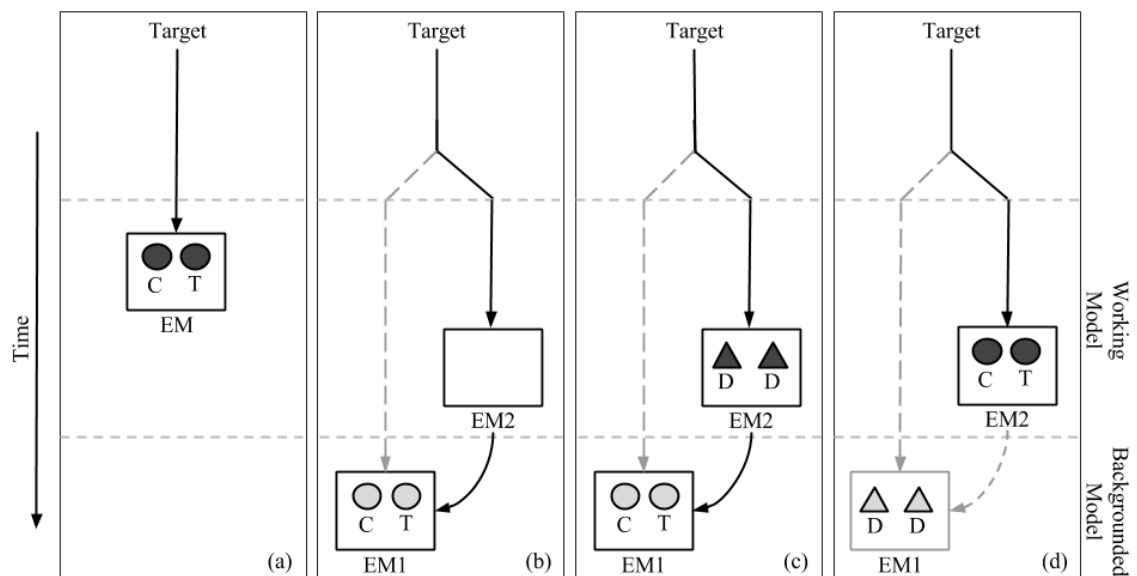 Time
Target
C T
EM
(a)
Target
EM2
C T
EM1
(b)
Target
D D
EM2
C T
EM1
(c)
Target
C T
EM2
D D
EM1
(d)
Working
Model
Backgrounded
Model